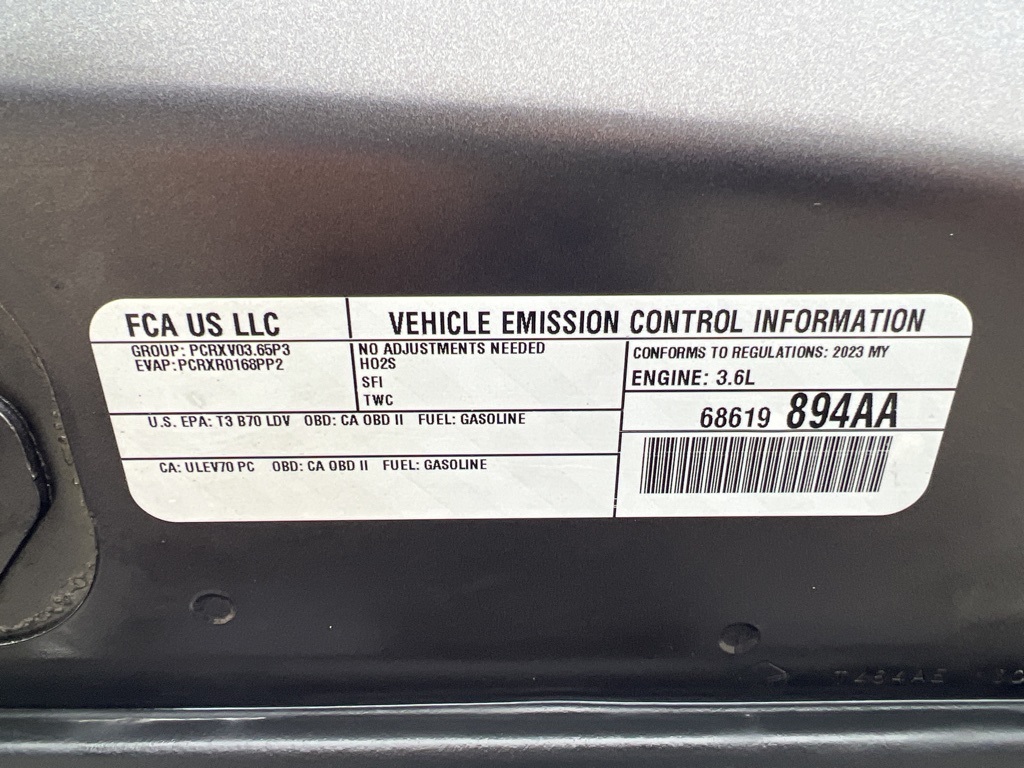 FCA US LLC
VEHICLE EMISSION CONTROL INFORMATION
GROUP: PCRXV03.65P3
EVAP:PCRXR0168PP2
NO ADJUSTMENTS NEEDED
HO2S
SFI
TWC
CONFORMS TO REGULATIONS: 2023 MY
ENGINE: 3.6L
68619 894AA
U.S. EPA: T3 B70 LDV OBD: CA OBD II FUEL: GASOLINE
CA: ULEV70 PC OBD: CA OBD II FUEL: GASOLINE